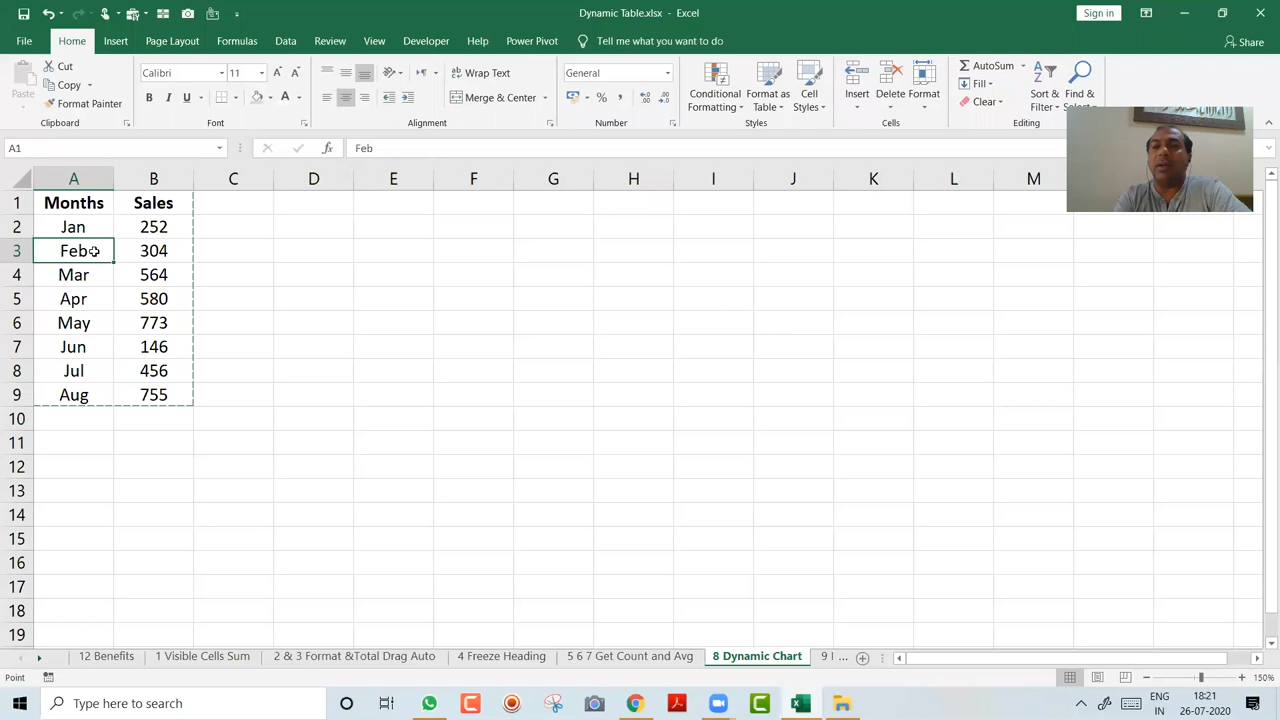 Dynamic Table.xlsx - Excel
Sign in
File Home Insert Page Layout Formulas Data Review View Developer Help Power Pivot Tell me what you want to do Share
Paste
Cut
Copy
Format Painter
Clipboard
Calibri 11
B I U A
Font
Wrap Text
Merge & Center
Alignment
General
%
Number
Conditional Formatting
Format as Table
Cell Styles
Styles
Insert Delete Format
Cells
AutoSum
Fill
Clear
Sort & Filter
Find & Select
Editing
A1 fx Feb
A B C D E F G H I J K L M
1 Months Sales
2 Jan 252
3 Feb 304
4 Mar 564
5 Apr 580
6 May 773
7 Jun 146
8 Jul 456
9 Aug 755
10
11
12
13
14
15
16
17
18
19
12 Benefits 1 Visible Cells Sum 2 & 3 Format &Total Drag Auto 4 Freeze Heading 5 6 7 Get Count and Avg 8 Dynamic Chart 9 I ...
Point 150%
Type here to search
ENG
IN
18:21
26-07-2020